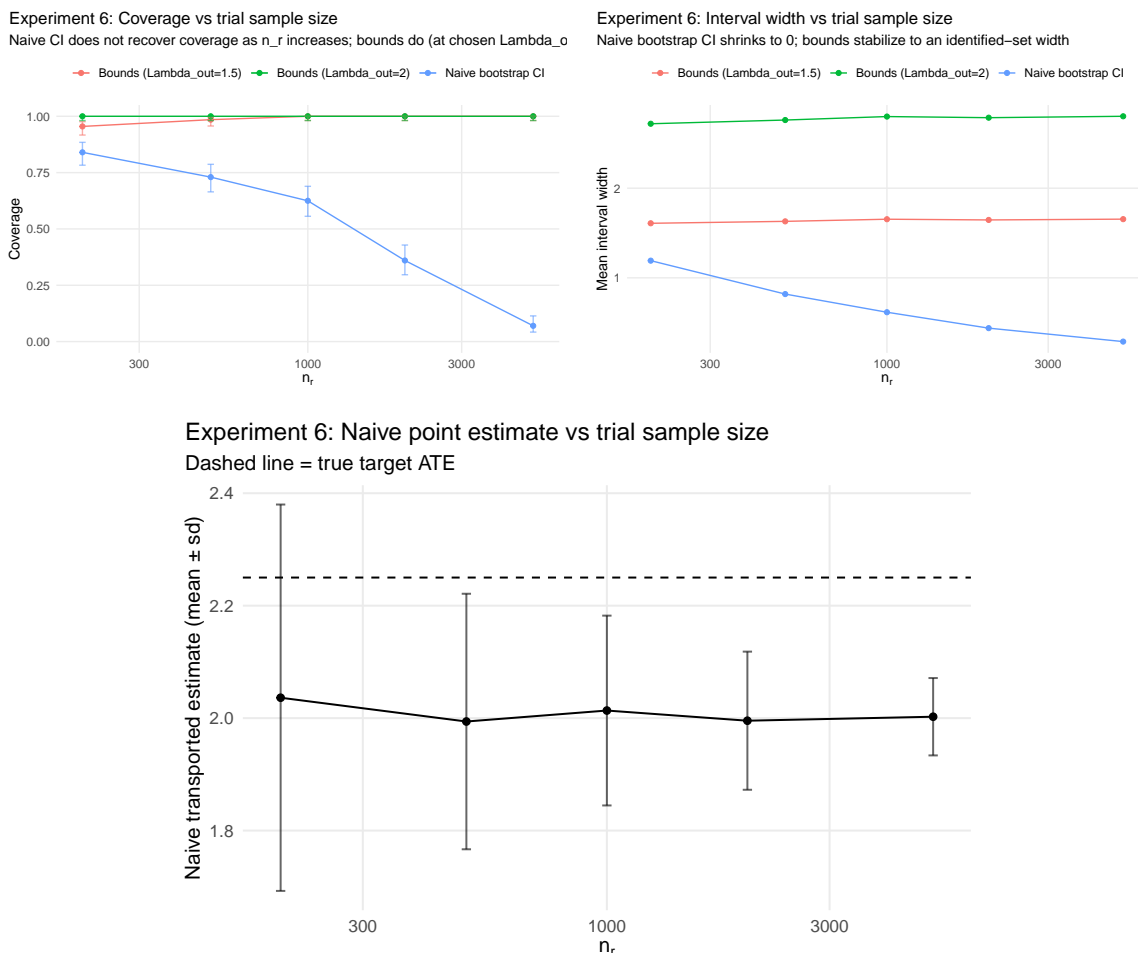 Experiment 6: Coverage vs trial sample size
Naive CI does not recover coverage as n_r increases; bounds do (at chosen Lambda_o
Bounds (Lambda_out=1.5) Bounds (Lambda_out=2) Naive bootstrap CI
1.00
0.75
0.50
0.25
0.00
Coverage
300 1000 3000
nr
Experiment 6: Interval width vs trial sample size
Naive bootstrap CI shrinks to 0; bounds stabilize to an identified−set width
Bounds (Lambda_out=1.5) Bounds (Lambda_out=2) Naive bootstrap CI
2
1
Mean interval width
300 1000 3000
nr
Experiment 6: Naive point estimate vs trial sample size
Dashed line = true target ATE
2.4
2.2
2.0
1.8
Naive transported estimate (mean ± sd)
300 1000 3000
nr